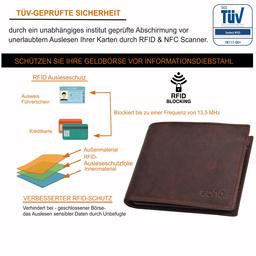 TÜV-GEPRÜFTE SICHERHEIT
durch ein unabhängiges institut geprüfte Abschirmung vor
unerlaubtem Auslesen Ihrer Karten durch RFID & NFC Scanner.
TÜV
SCHÜTZEN SIE IHRE GELDBÖRSE VOR INFORMATIONSDIEBSTAHL
RFID Ausleseschutz
Ausweis
Führerschein
Kreditkarte
RFID
BLOCKING
Blockiert bis zu einer Frequenz von 13,5 MHz
Außenmaterial
RFID-
Ausleseschutzfolie
Innenmaterial
VERBESSERTER RFID-SCHUTZ
Verhindert bei - geschlossener Börse-
das Auslesen sensibler Daten durch Unbefugte